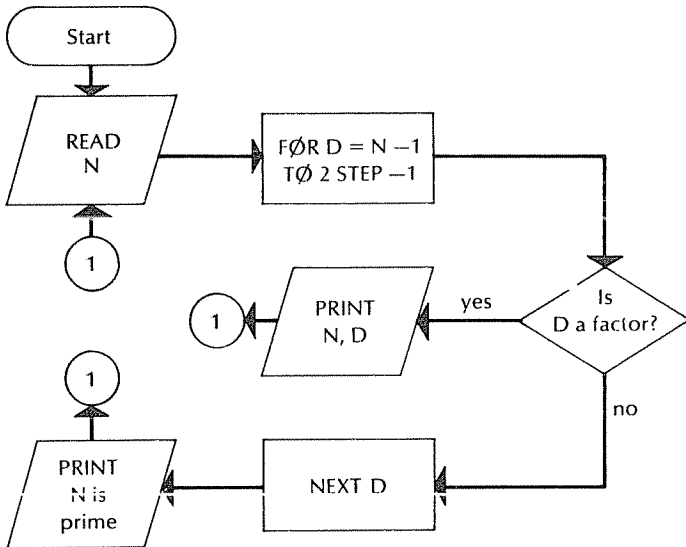 Start
READ
N
FØR D = N −1
TØ 2 STEP −1
1
Is
D a factor?
yes
PRINT
N, D
1
no
NEXT D
1
PRINT
N is
prime